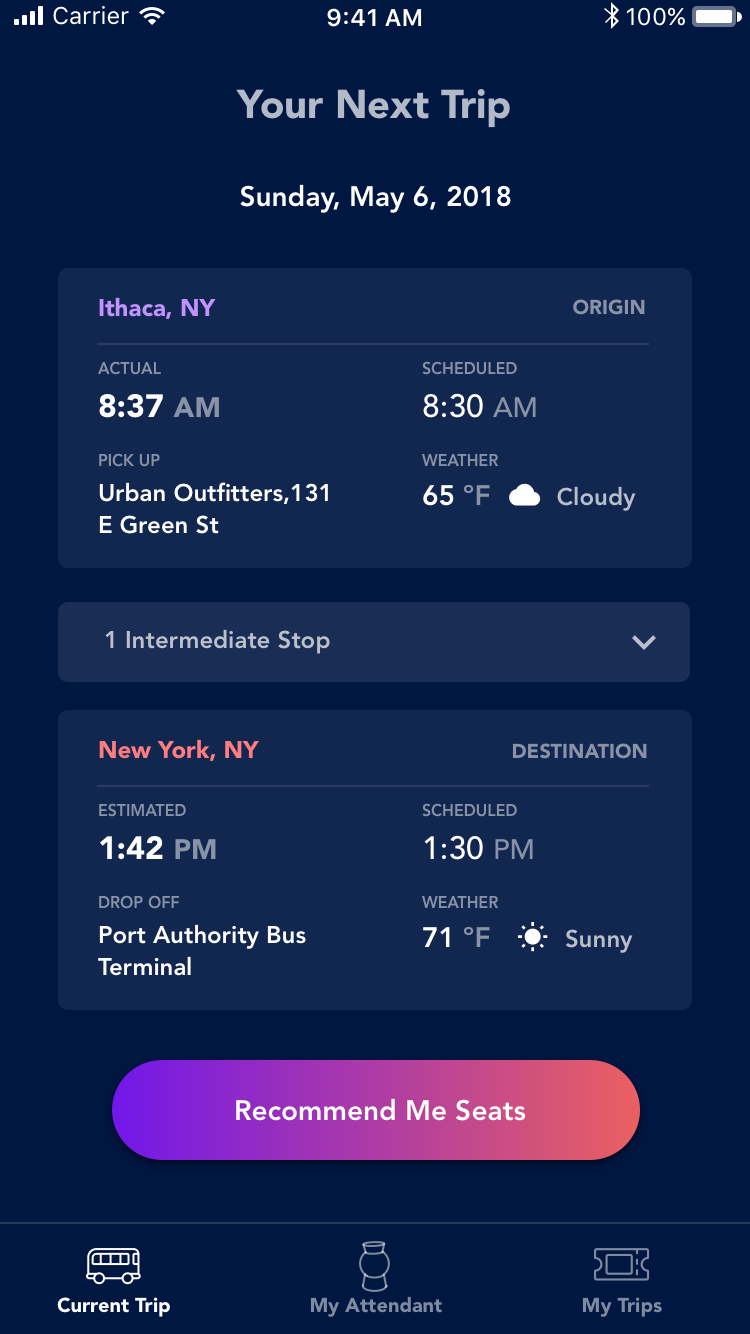 Carrier 9:41 AM 100%
Your Next Trip
Sunday, May 6, 2018
Ithaca, NY ORIGIN
ACTUAL SCHEDULED
8:37 AM 8:30 AM
PICK UP WEATHER
Urban Outfitters,131 65 °F Cloudy
E Green St
1 Intermediate Stop
New York, NY DESTINATION
ESTIMATED SCHEDULED
1:42 PM 1:30 PM
DROP OFF WEATHER
Port Authority Bus 71 °F Sunny
Terminal
Recommend Me Seats
Current Trip My Attendant My Trips